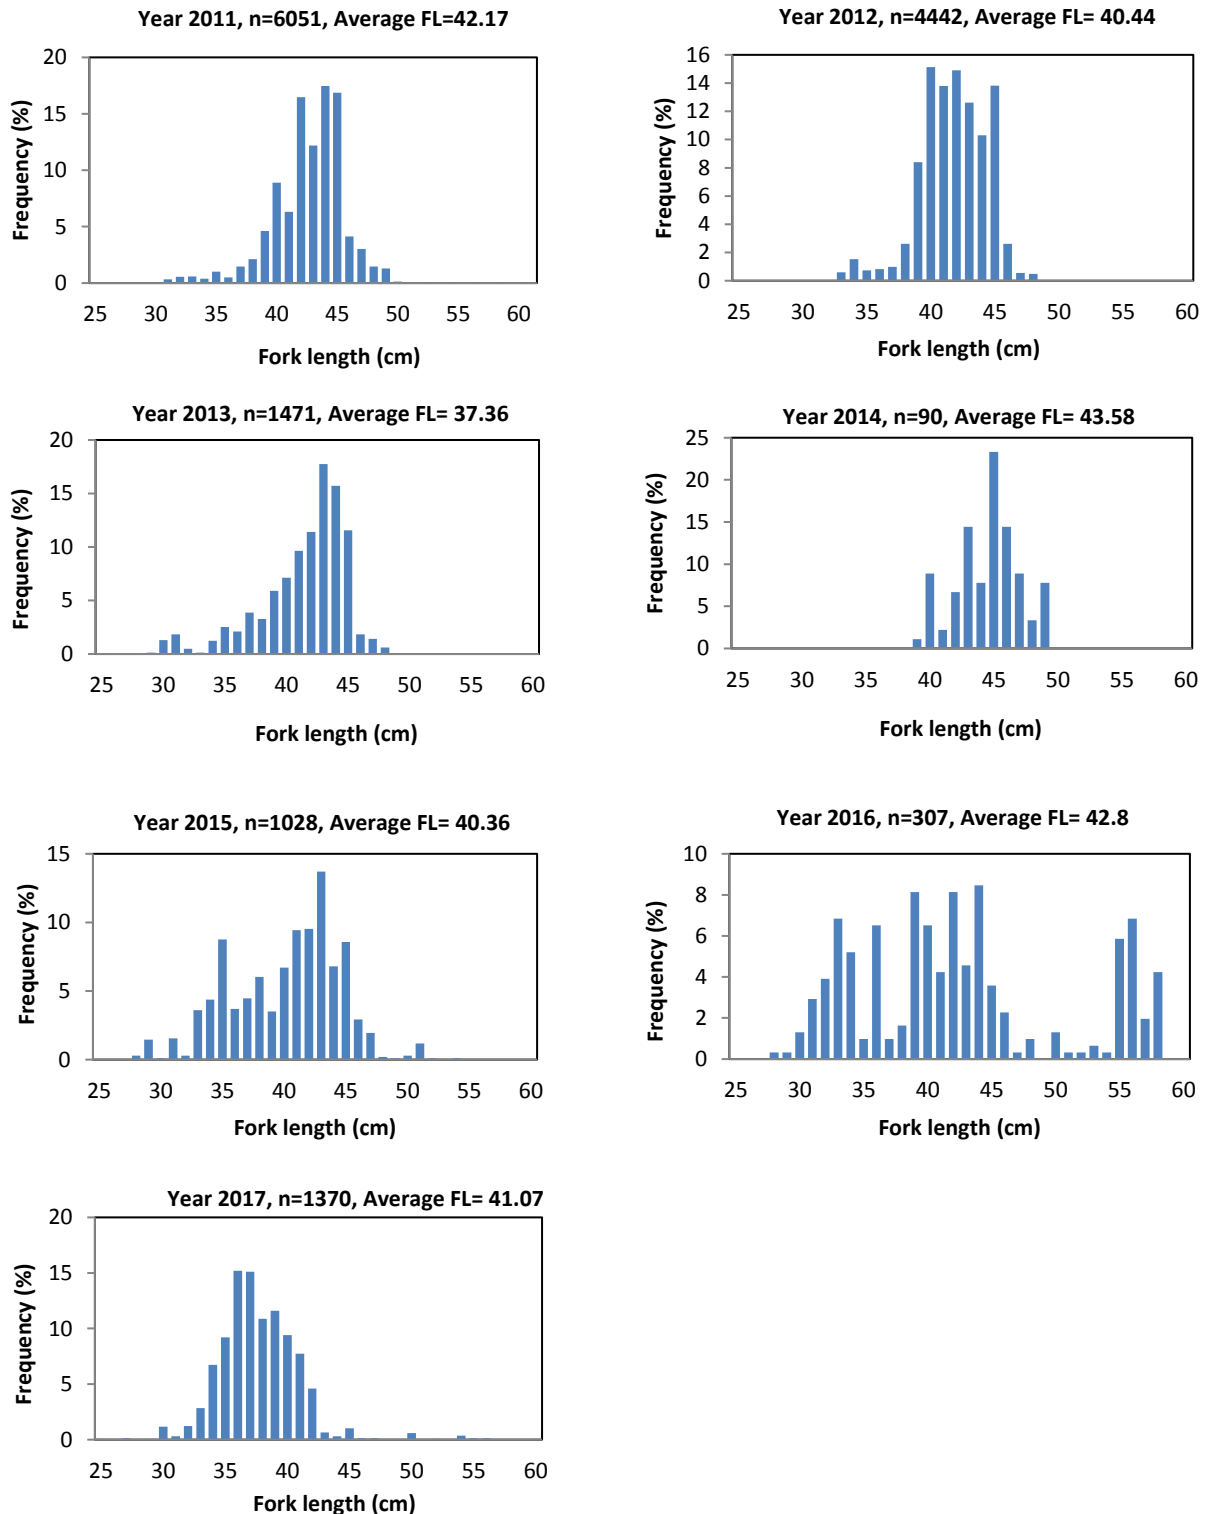 Year 2011, n=6051, Average FL=42.17
20
15
10
5
0
Frequency (%)
25 30 35 40 45 50 55 60
Fork length (cm)
Year 2012, n=4442, Average FL= 40.44
16
14
12
10
8
6
4
2
0
Frequency (%)
25 30 35 40 45 50 55 60
Fork length (cm)
Year 2013, n=1471, Average FL= 37.36
20
15
10
5
0
Frequency (%)
25 30 35 40 45 50 55 60
Fork length (cm)
Year 2014, n=90, Average FL= 43.58
25
20
15
10
5
0
Frequency (%)
25 30 35 40 45 50 55 60
Fork length (cm)
Year 2015, n=1028, Average FL= 40.36
15
10
5
0
Frequency (%)
25 30 35 40 45 50 55 60
Fork length (cm)
Year 2016, n=307, Average FL= 42.8
10
8
6
4
2
0
Frequency (%)
25 30 35 40 45 50 55 60
Fork length (cm)
Year 2017, n=1370, Average FL= 41.07
20
15
10
5
0
Frequency (%)
25 30 35 40 45 50 55 60
Fork length (cm)